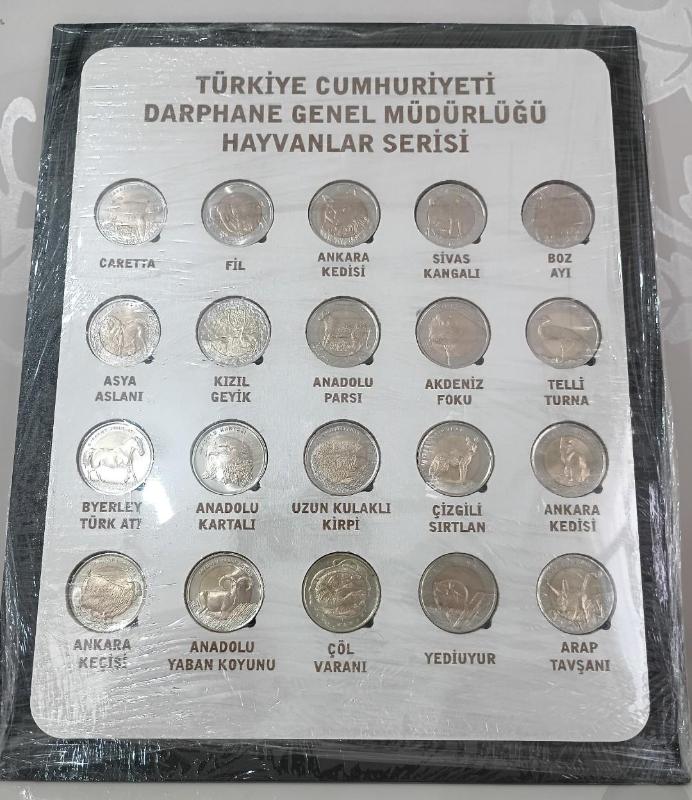 TÜRKİYE CUMHURİYETİ
DARPHANE GENEL MÜDÜRLÜĞÜ
HAYVANLAR SERİSİ
CARETTA
FİL
ANKARA
KEDİSİ
SİVAS
KANGALI
BOZ
AYI
ASYA
ASLANI
KIZIL
GEYİK
ANADOLU
PARSI
AKDENİZ
FOKU
TELLİ
TURNA
BYERLEY
TÜRK ATI
ANADOLU
KARTALI
UZUN KULAKLI
KİRPİ
ÇİZGİLİ
SIRTLAN
ANKARA
KEDİSİ
ANKARA
KEÇİSİ
ANADOLU
YABAN KOYUNU
ÇÖL
VARANI
YEDİUYUR
ARAP
TAVŞANI